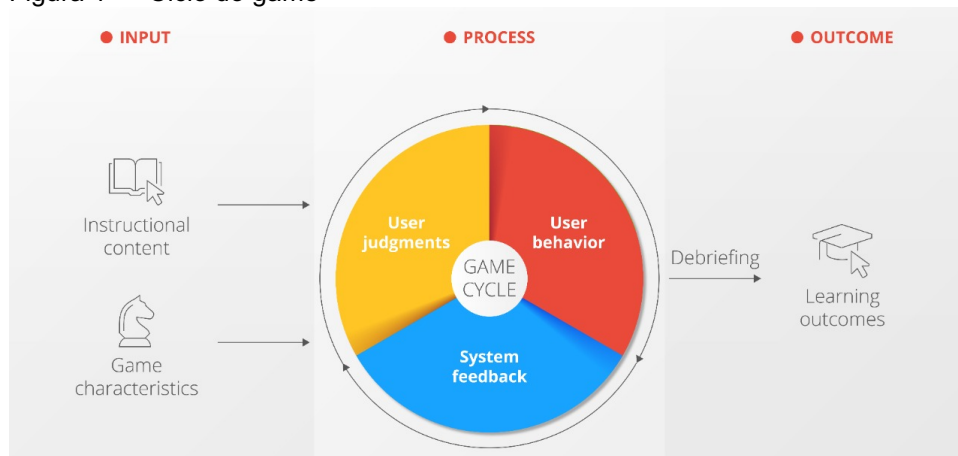 INPUT
PROCESS
OUTCOME
Instructional
content
Game
characteristics
User
judgments
User
behavior
GAME
CYCLE
System
feedback
Debriefing
Learning
outcomes